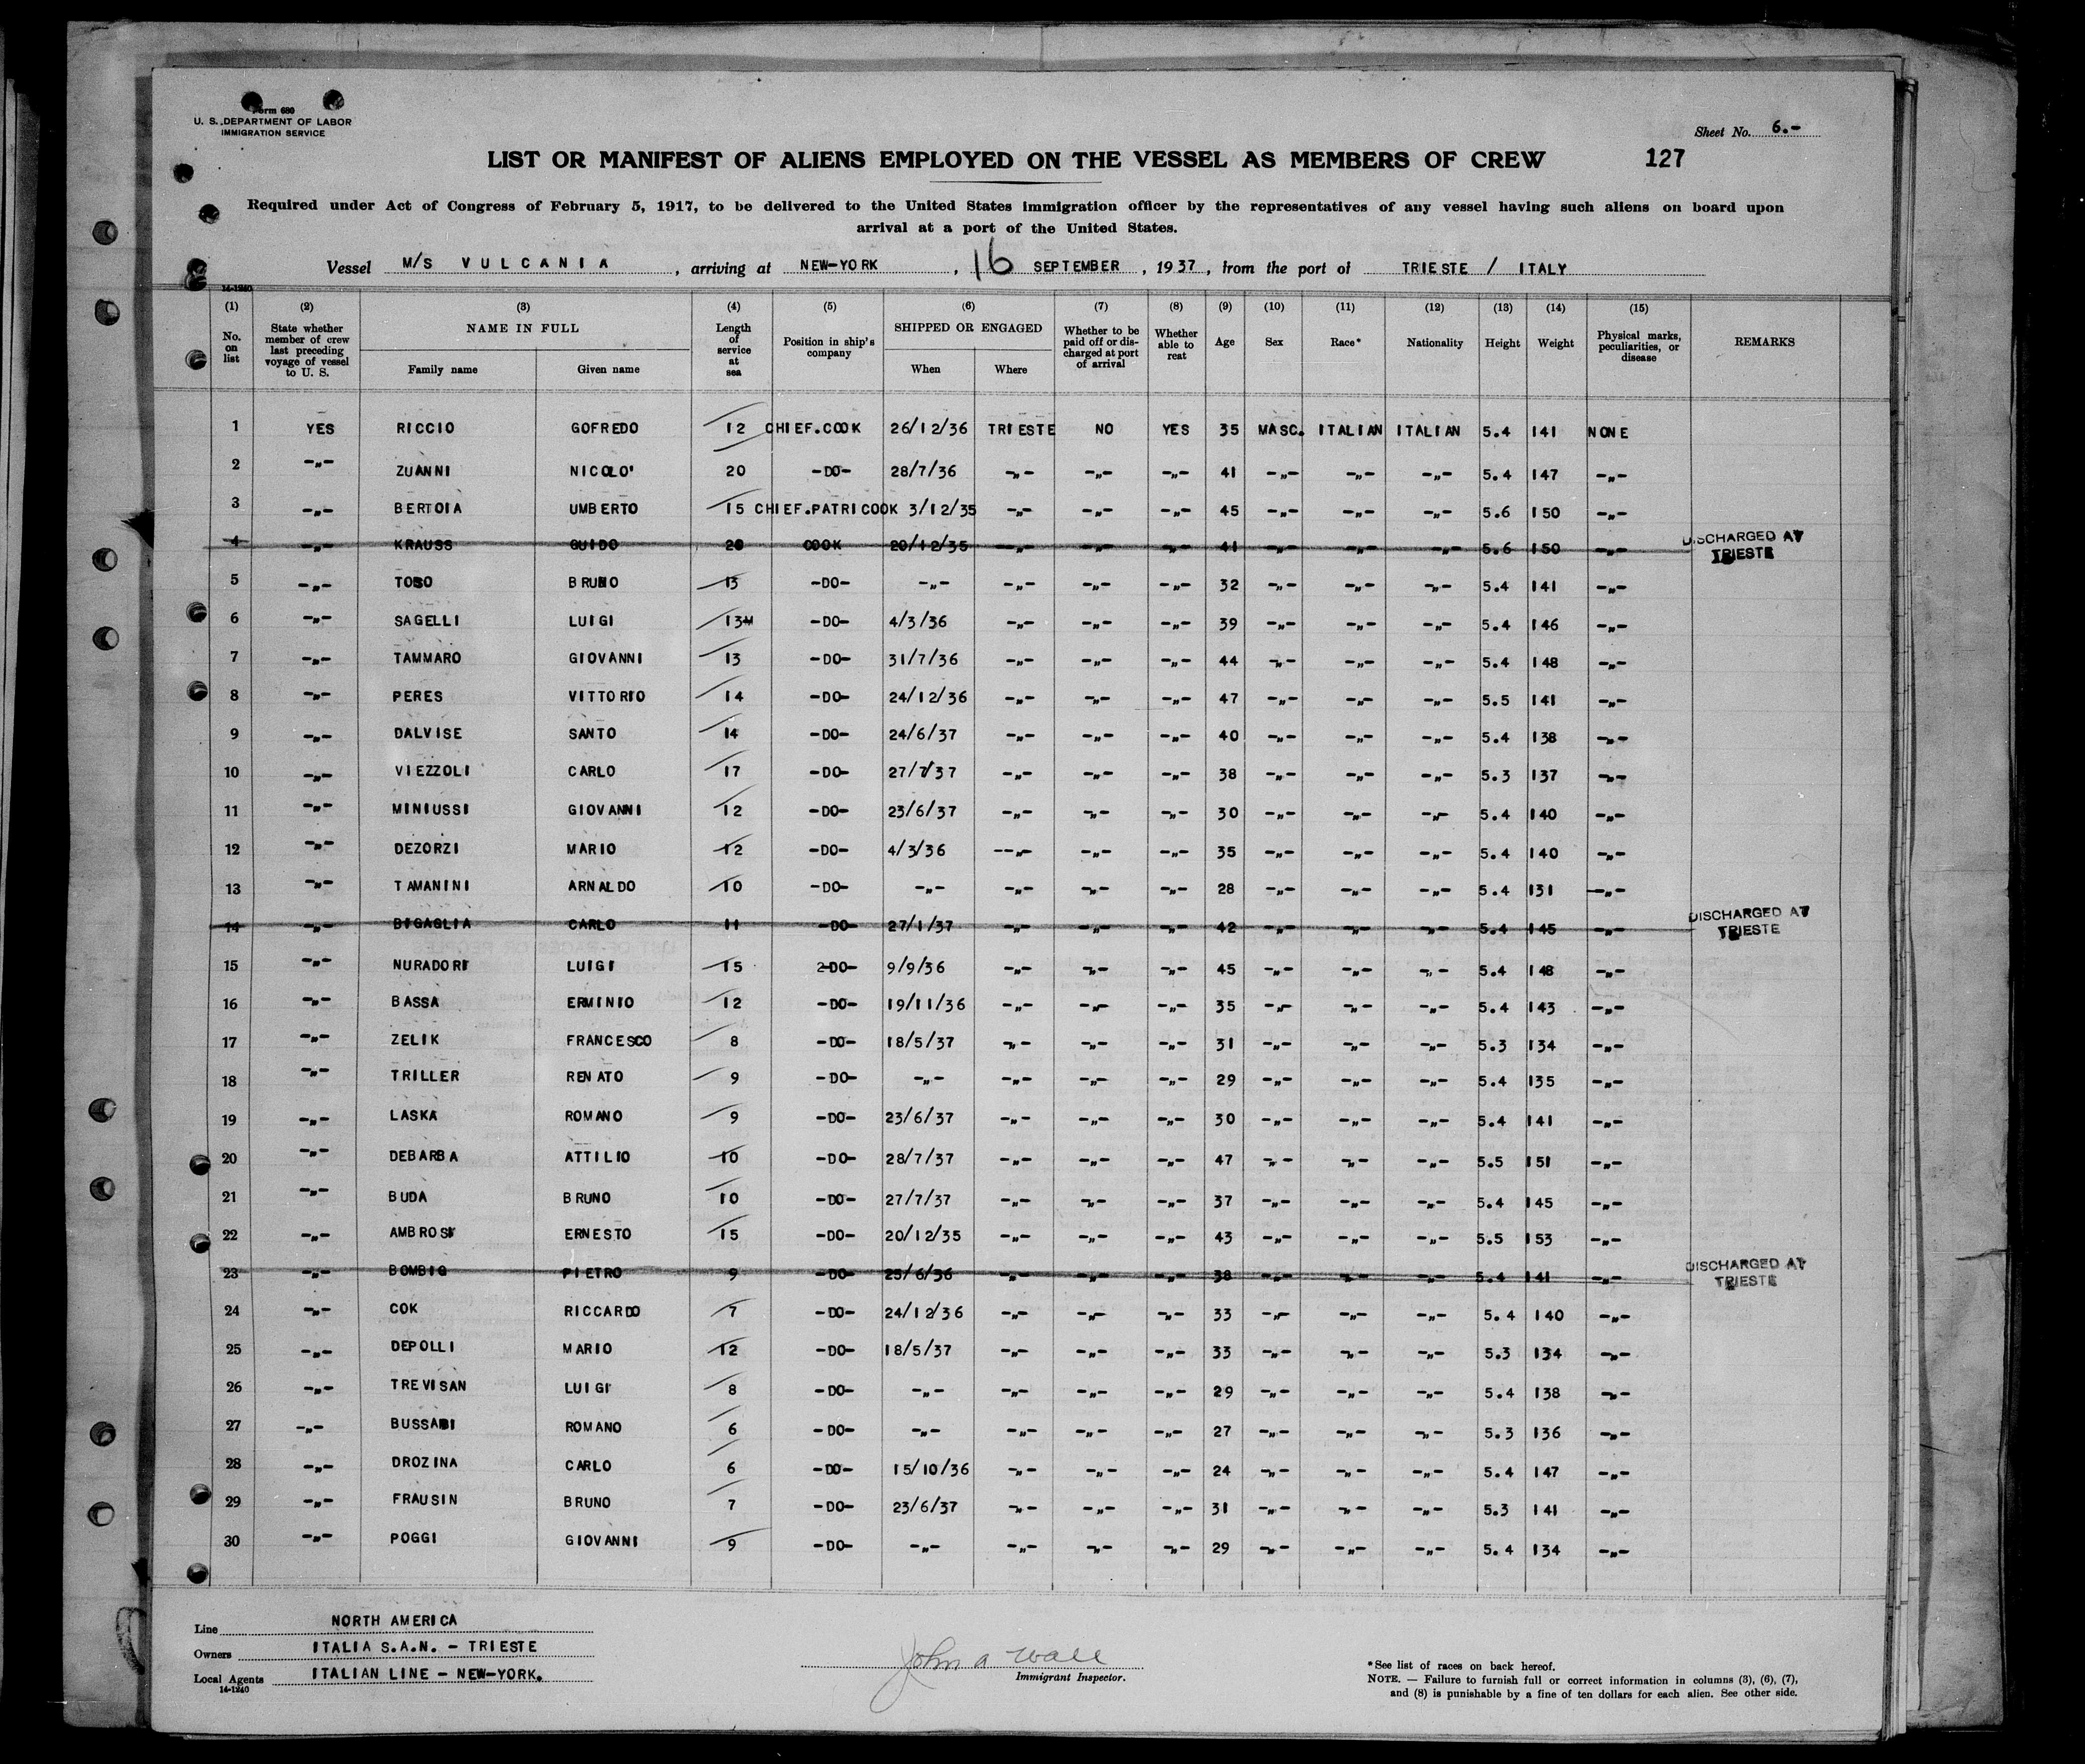 Form 680
U. S. DEPARTMENT OF LABOR
IMMIGRATION SERVICE
Sheet No. 6.-
LIST OR MANIFEST OF ALIENS EMPLOYED ON THE VESSEL AS MEMBERS OF CREW 127
Required under Act of Congress of February 5, 1917, to be delivered to the United States immigration officer by the representatives of any vessel having such aliens on board upon
arrival at a port of the United States.
Vessel M/S VULCANIA, arriving at NEW-YORK, 16 SEPTEMBER, 1937, from the port of TRIESTE / ITALY
14-1240
(1) (2) (3) (4) (5) (6) (7) (8) (9) (10) (11) (12) (13) (14) (15)
No. on list State whether member of crew last preceding voyage of vessel to U. S. NAME IN FULL Family name Given name Length of service at sea Position in ship's company SHIPPED OR ENGAGED When Where Whether to be paid off or discharged at port of arrival Whether able to reat Age Sex Race* Nationality Height Weight Physical marks, peculiarities, or disease REMARKS
1 YES RICCIO GOFREDO 12 CHIEF.COOK 26/12/36 TRIESTE NO YES 35 MASC. ITALIAN ITALIAN 5.4 141 NONE
2 -„- ZUANNI NICOLO' 20 -DO- 28/7/36 -„- -„- -„- 41 -„- -„- -„- 5.4 147 -„-
3 -„- BERTOIA UMBERTO 15 CHIEF.PATRICOOK 3/12/35 -„- -„- -„- 45 -„- -„- -„- 5.6 150 -„-
4 -„- KRAUSS GUIDO 20 COOK 20/12/35 -„- -„- -„- 41 -„- -„- -„- 5.6 150 -„- DISCHARGED AT TRIESTE
5 -„- TOSO BRUNO 13 -DO- -„- -„- -„- -„- 32 -„- -„- -„- 5.4 141 -„-
6 -„- SAGELLI LUIGI 13M -DO- 4/3/36 -„- -„- -„- 39 -„- -„- -„- 5.4 146 -„-
7 -„- TAMMARO GIOVANNI 13 -DO- 31/7/36 -„- -„- -„- 44 -„- -„- -„- 5.4 148 -„-
8 -„- PERES VITTORIO 14 -DO- 24/12/36 -„- -„- -„- 47 -„- -„- -„- 5.5 141 -„-
9 -„- DALVISE SANTO 14 -DO- 24/6/37 -„- -„- -„- 40 -„- -„- -„- 5.4 138 -„-
10 -„- VIEZZOLI CARLO 17 -DO- 27/7/37 -„- -„- -„- 38 -„- -„- -„- 5.3 137 -„-
11 -„- MINIUSSI GIOVANNI 12 -DO- 23/6/37 -„- -„- -„- 30 -„- -„- -„- 5.4 140 -„-
12 -„- DEZORZI MARIO 12 -DO- 4/3/36 -„- -„- -„- 35 -„- -„- -„- 5.4 140 -„-
13 -„- TAMANINI ARNALDO 10 -DO- -„- -„- -„- -„- 28 -„- -„- -„- 5.4 131 -„-
14 -„- BIGAGLIA CARLO 11 -DO- 27/1/37 -„- -„- -„- 42 -„- -„- -„- 5.4 145 -„- DISCHARGED AT TRIESTE
15 -„- NURADORI LUIGI 15 2-DO- 9/9/36 -„- -„- -„- 45 -„- -„- -„- 5.4 148 -„-
16 -„- BASSA ERMINIO 12 -DO- 19/11/36 -„- -„- -„- 35 -„- -„- -„- 5.4 143 -„-
17 -„- ZELIK FRANCESCO 8 -DO- 18/5/37 -„- -„- -„- 31 -„- -„- -„- 5.3 134 -„-
18 -„- TRILLER RENATO 9 -DO- -„- -„- -„- -„- 29 -„- -„- -„- 5.4 135 -„-
19 -„- LASKA ROMANO 9 -DO- 23/6/37 -„- -„- -„- 30 -„- -„- -„- 5.4 141 -„-
20 -„- DEBARBA ATTILIO 10 -DO- 28/7/37 -„- -„- -„- 47 -„- -„- -„- 5.5 151 -„-
21 -„- BUDA BRUNO 10 -DO- 27/7/37 -„- -„- -„- 37 -„- -„- -„- 5.4 145 -„-
22 -„- AMBROSI ERNESTO 15 -DO- 20/12/35 -„- -„- -„- 43 -„- -„- -„- 5.5 153 -„-
23 -„- BOMBIG PIETRO 9 -DO- 25/6/36 -„- -„- -„- 38 -„- -„- -„- 5.4 141 -„- DISCHARGED AT TRIESTE
24 -„- COK RICCARDO 7 -DO- 24/12/36 -„- -„- -„- 33 -„- -„- -„- 5.4 140 -„-
25 -„- DEPOLLI MARIO 12 -DO- 18/5/37 -„- -„- -„- 33 -„- -„- -„- 5.3 134 -„-
26 -„- TREVISAN LUIGI 8 -DO- -„- -„- -„- -„- 29 -„- -„- -„- 5.4 138 -„-
27 -„- ROMANO 6 -DO- -„- -„- -„- -„- 27 -„- -„- -„- 5.3 136 -„-
28 -„- DROZINA CARLO 6 -DO- 15/10/36 -„- -„- -„- 24 -„- -„- -„- 5.4 147 -„-
29 -„- FRAUSIN BRUNO 7 -DO- 23/6/37 -„- -„- -„- 31 -„- -„- -„- 5.3 141 -„-
30 -„- POGGI GIOVANNI 9 -DO- -„- -„- -„- -„- 29 -„- -„- -„- 5.4 134 -„-
Line NORTH AMERICA
Owners ITALIA S.A.N. - TRIESTE
Local Agents ITALIAN LINE - NEW-YORK.
14-1240
John A Wall
Immigrant Inspector.
*See list of races on back hereof.
NOTE. — Failure to furnish full or correct information in columns (3), (6), (7),
and (8) is punishable by a fine of ten dollars for each alien. See other side.